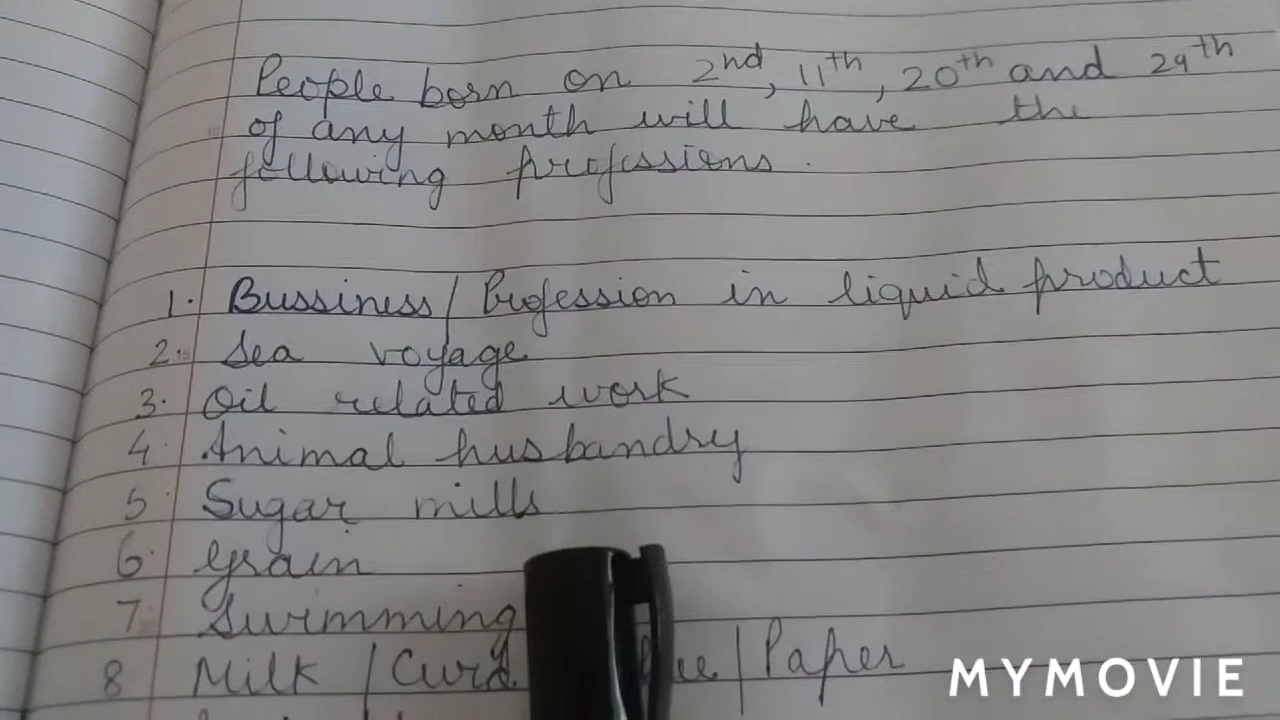 People born on 2nd, 11th, 20th and 29th
of any month will have the
following professions.
1. Bussiness/Profession in liquid product
2. Sea voyage
3. Oil related work
4. Animal husbandry
5. Sugar mills
6. Grain
7 Swimming
8 Milk / Curd /Paper
MYMOVIE